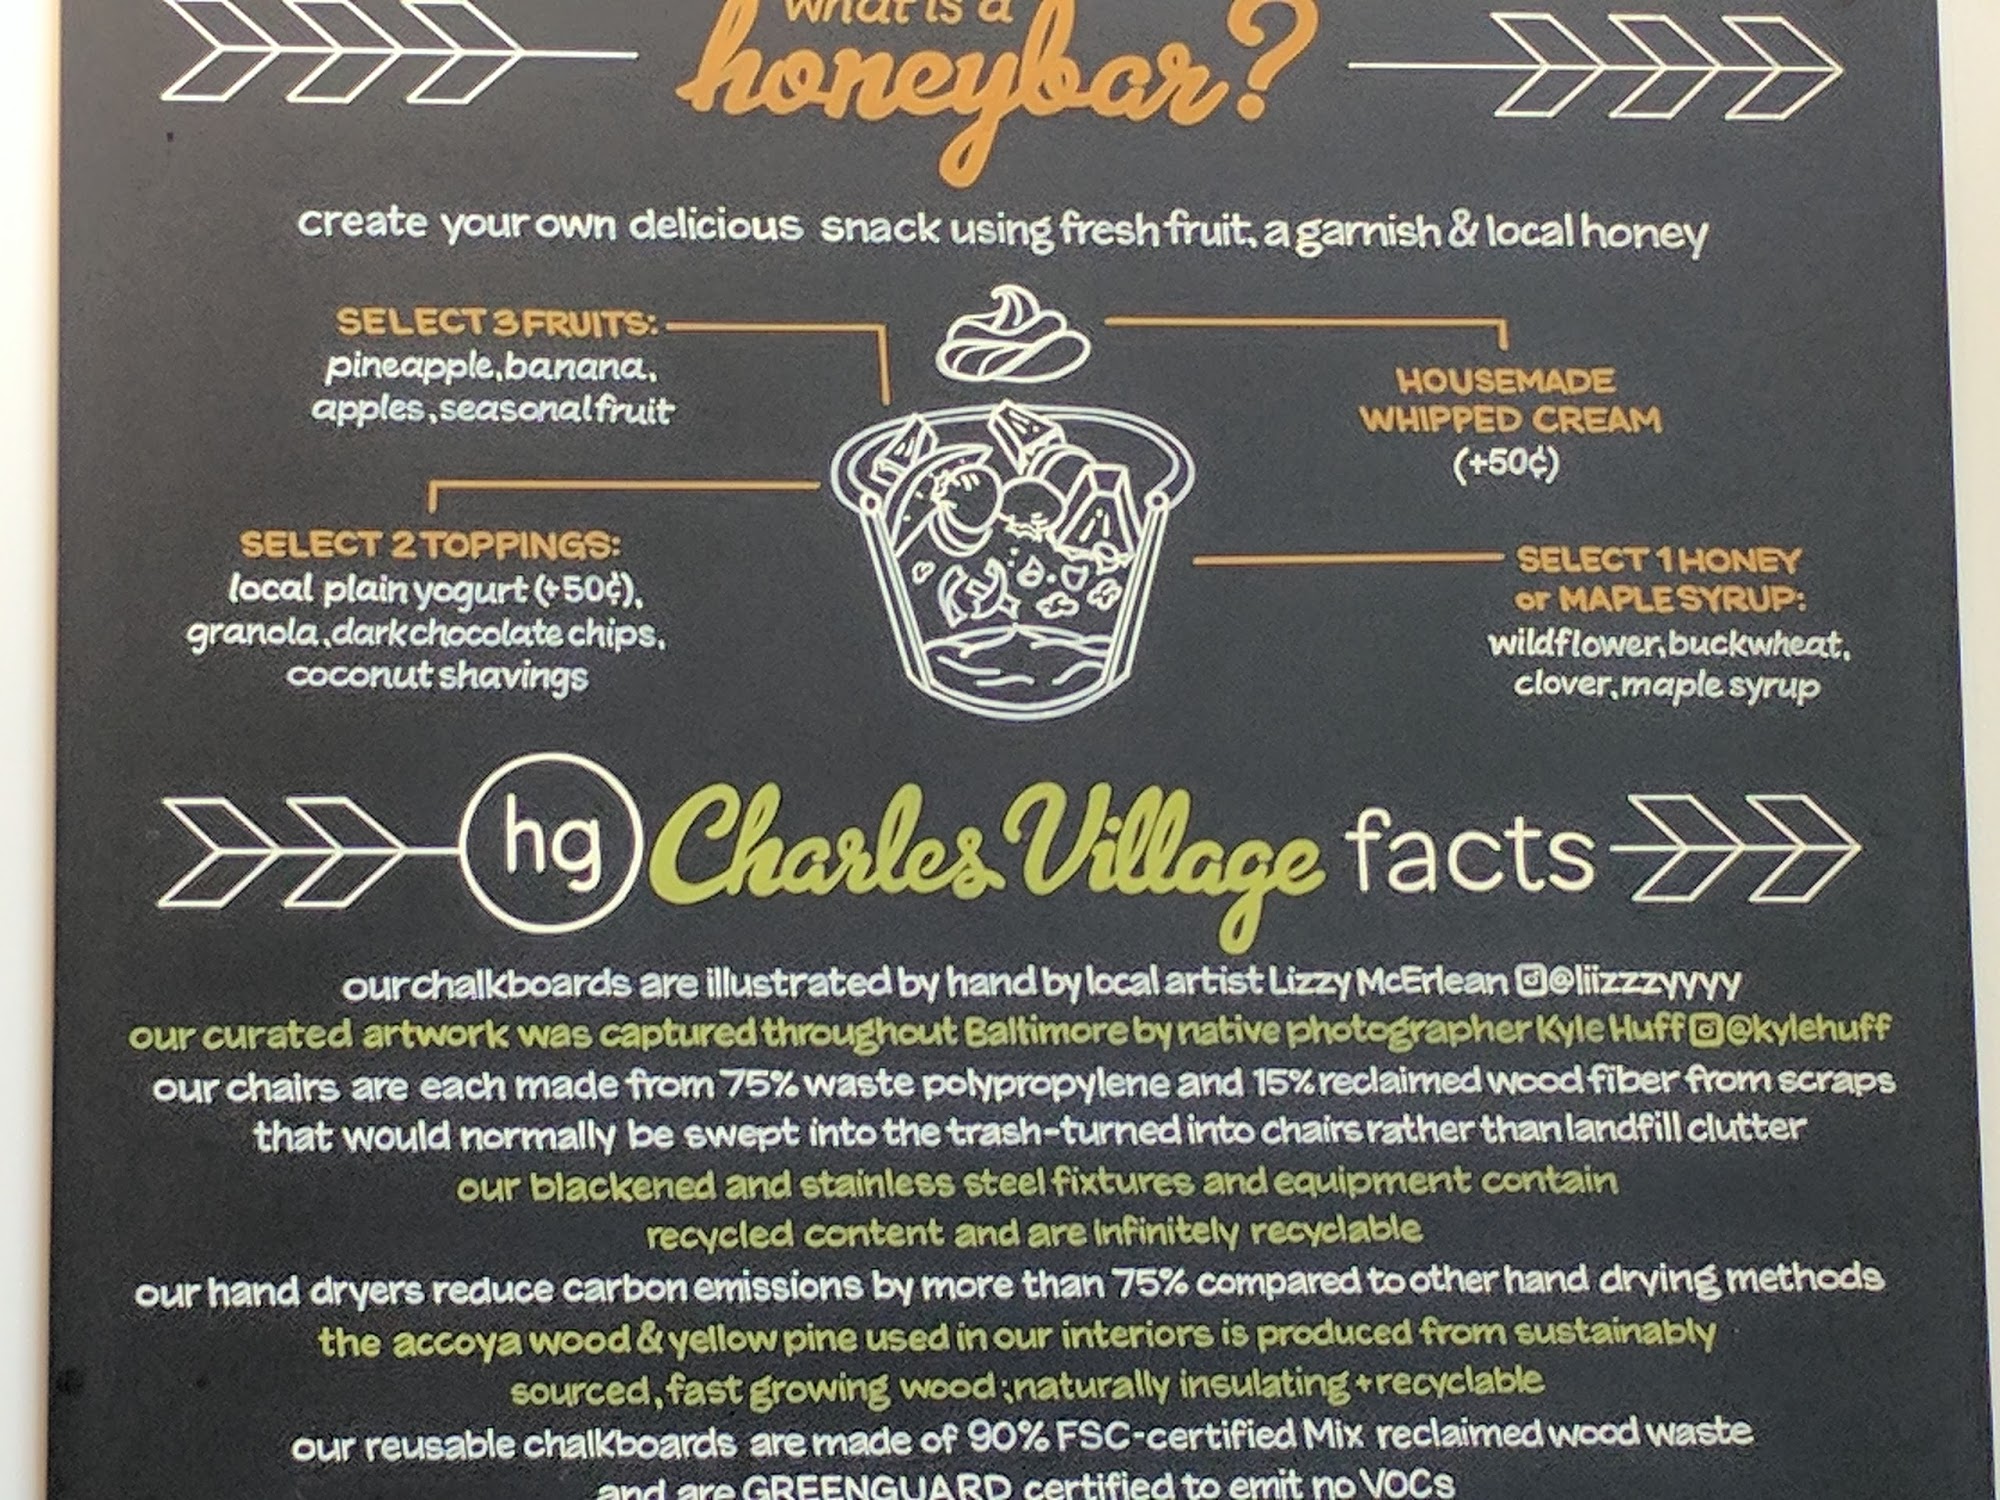 what is a
honeybar?
create your own delicious snack using fresh fruit, a garnish & local honey
SELECT 3 FRUITS:
pineapple, banana,
apples, seasonal fruit
HOUSEMADE
WHIPPED CREAM
(+50¢)
SELECT 2 TOPPINGS:
local plain yogurt (+50¢),
granola, dark chocolate chips,
coconut shavings
SELECT 1 HONEY
or MAPLE SYRUP:
wildflower, buckwheat,
clover, maple syrup
hg Charles Village facts
our chalkboards are illustrated by hand by local artist Lizzy McErlean @liizzzyyyy
our curated artwork was captured throughout Baltimore by native photographer Kyle Huff @kylehuff
our chairs are each made from 75% waste polypropylene and 15% reclaimed wood fiber from scraps
that would normally be swept into the trash-turned into chairs rather than landfill clutter
our blackened and stainless steel fixtures and equipment contain
recycled content and are infinitely recyclable
our hand dryers reduce carbon emissions by more than 75% compared to other hand drying methods
the accoya wood & yellow pine used in our interiors is produced from sustainably
sourced, fast growing wood; naturally insulating + recyclable
our reusable chalkboards are made of 90% FSC-certified Mix reclaimed wood waste
and are GREENGUARD certified to emit no VOCs